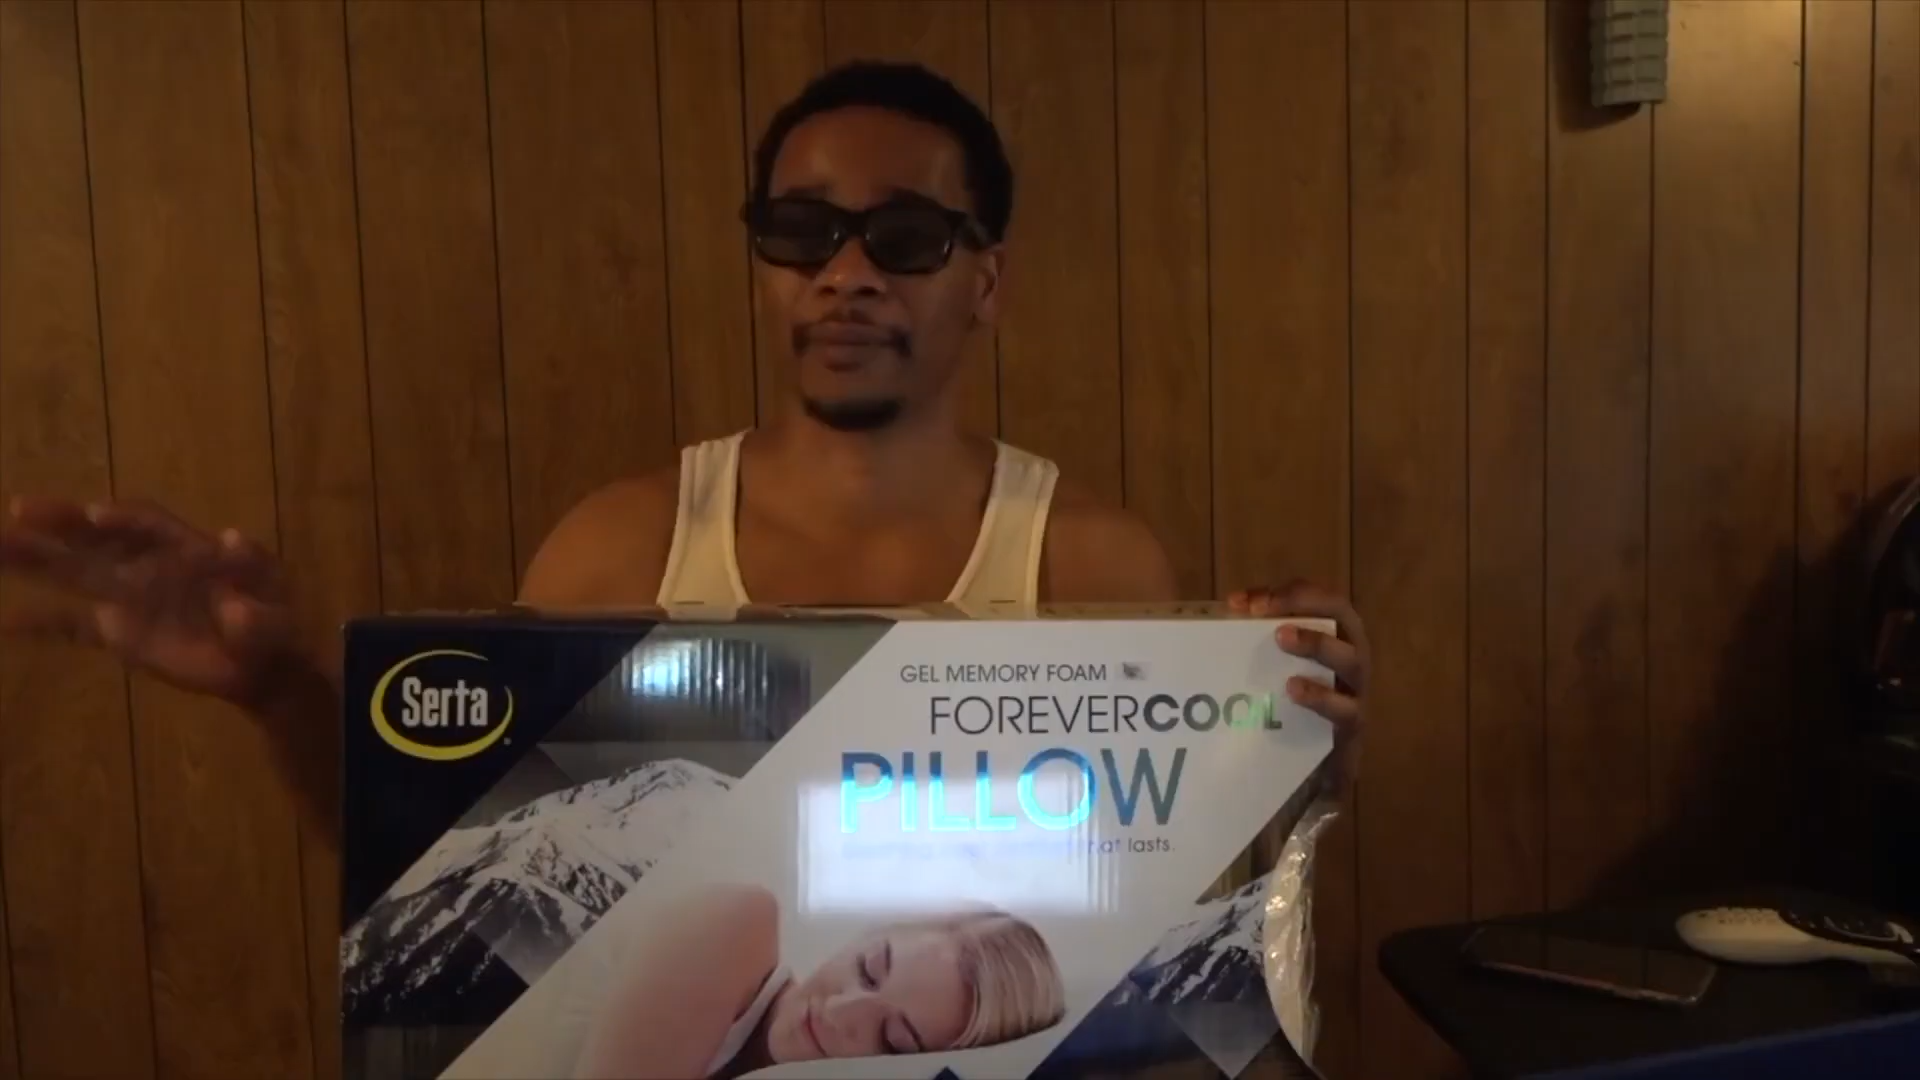 Serta
GEL MEMORY FOAM
FOREVERCOOL
PILLOW
that lasts.